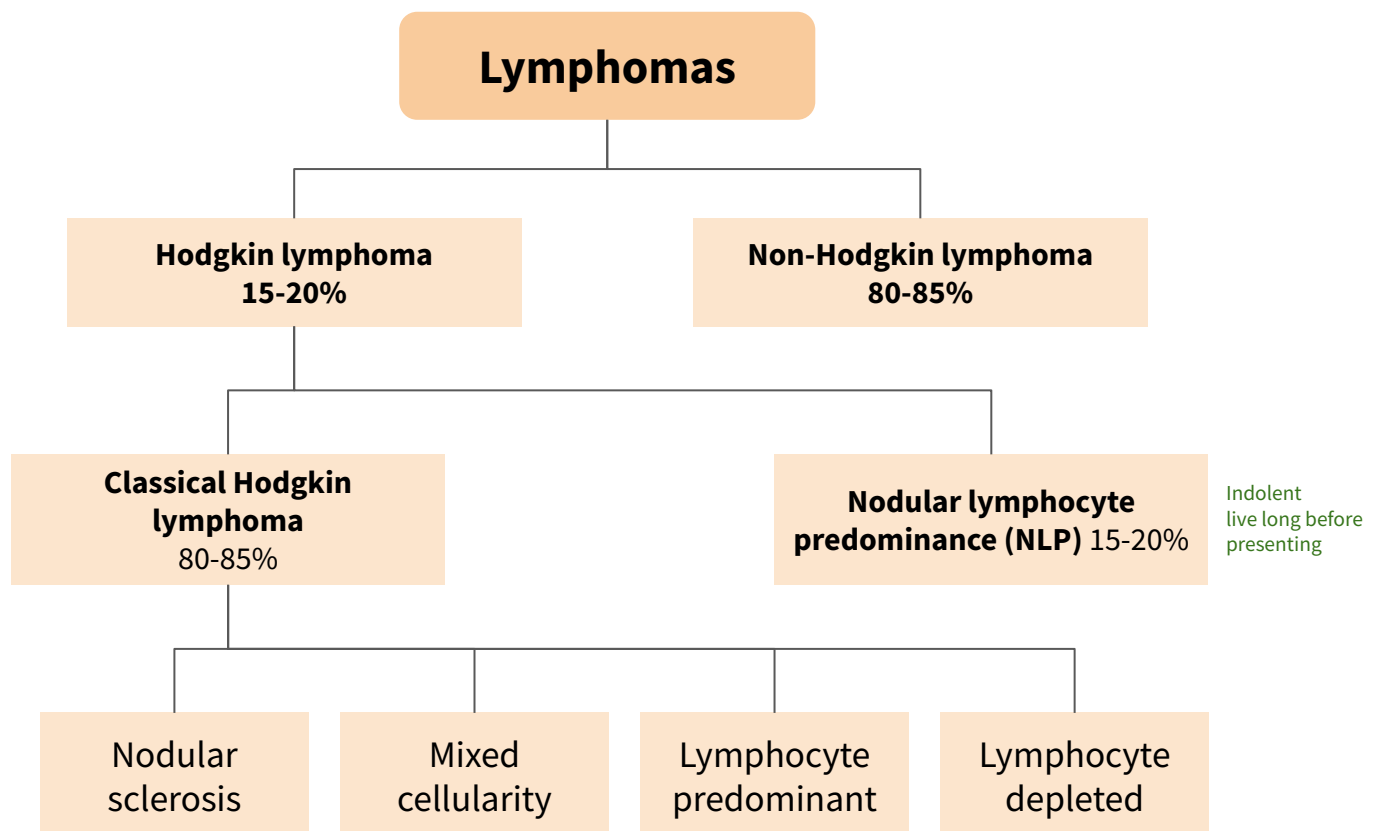 Lymphomas
Hodgkin lymphoma
15-20%
Non-Hodgkin lymphoma
80-85%
Classical Hodgkin
lymphoma
80-85%
Nodular lymphocyte
predominance (NLP) 15-20%
Indolent
live long before
presenting
Nodular
sclerosis
Mixed
cellularity
Lymphocyte
predominant
Lymphocyte
depleted